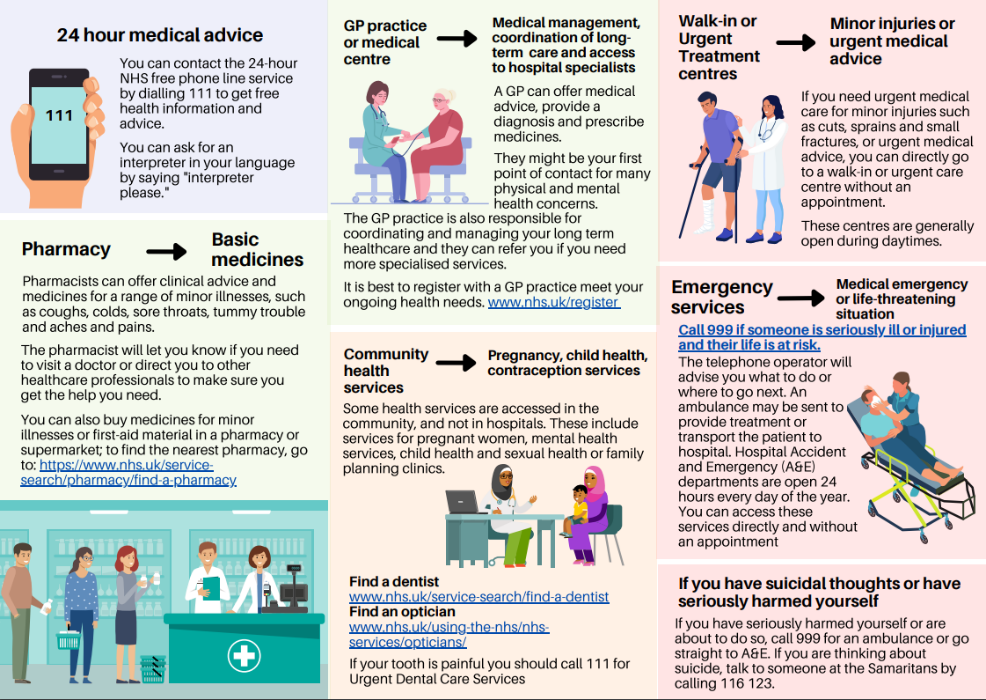 24 hour medical advice
111
You can contact the 24-hour
NHS free phone line service
by dialling 111 to get free
health information and
advice.
You can ask for an
interpreter in your language
by saying "interpreter
please."
Pharmacy
Basic
medicines
Pharmacists can offer clinical advice and
medicines for a range of minor illnesses, such
as coughs, colds, sore throats, tummy trouble
and aches and pains.
The pharmacist will let you know if you need
to visit a doctor or direct you to other
healthcare professionals to make sure you
get the help you need.
You can also buy medicines for minor
illnesses or first-aid material in a pharmacy or
supermarket; to find the nearest pharmacy, go
to: https://www.nhs.uk/service-
search/pharmacy/find-a-pharmacy
GP practice
or medical
centre
Medical management,
coordination of long-
term care and access
to hospital specialists
A GP can offer medical
advice, provide a
diagnosis and prescribe
medicines.
They might be your first
point of contact for many
physical and mental
health concerns.
The GP practice is also responsible for
coordinating and managing your long term
healthcare and they can refer you if you need
more specialised services.
It is best to register with a GP practice meet your
ongoing health needs. www.nhs.uk/register
Community
health
services
Pregnancy, child health,
contraception services
Some health services are accessed in the
community, and not in hospitals. These include
services for pregnant women, mental health
services, child health and sexual health or family
planning clinics.
Find a dentist
www.nhs.uk/service-search/find-a-dentist
Find an optician
www.nhs.uk/using-the-nhs/nhs-
services/opticians/
If your tooth is painful you should call 111 for
Urgent Dental Care Services
Walk-in or
Urgent
Treatment
centres
Minor injuries or
urgent medical
advice
If you need urgent medical
care for minor injuries such
as cuts, sprains and small
fractures, or urgent medical
advice, you can directly go
to a walk-in or urgent care
centre without an
appointment.
These centres are generally
open during daytimes.
Emergency
services
Medical emergency
or life-threatening
situation
Call 999 if someone is seriously ill or injured
and their life is at risk.
The telephone operator will
advise you what to do or
where to go next. An
ambulance may be sent to
provide treatment or
transport the patient to
hospital. Hospital Accident
and Emergency (A&E)
departments are open 24
hours every day of the year.
You can access these
services directly and without
an appointment
If you have suicidal thoughts or have
seriously harmed yourself
If you have seriously harmed yourself or are
about to do so, call 999 for an ambulance or go
straight to A&E. If you are thinking about
suicide, talk to someone at the Samaritans by
calling 116 123.